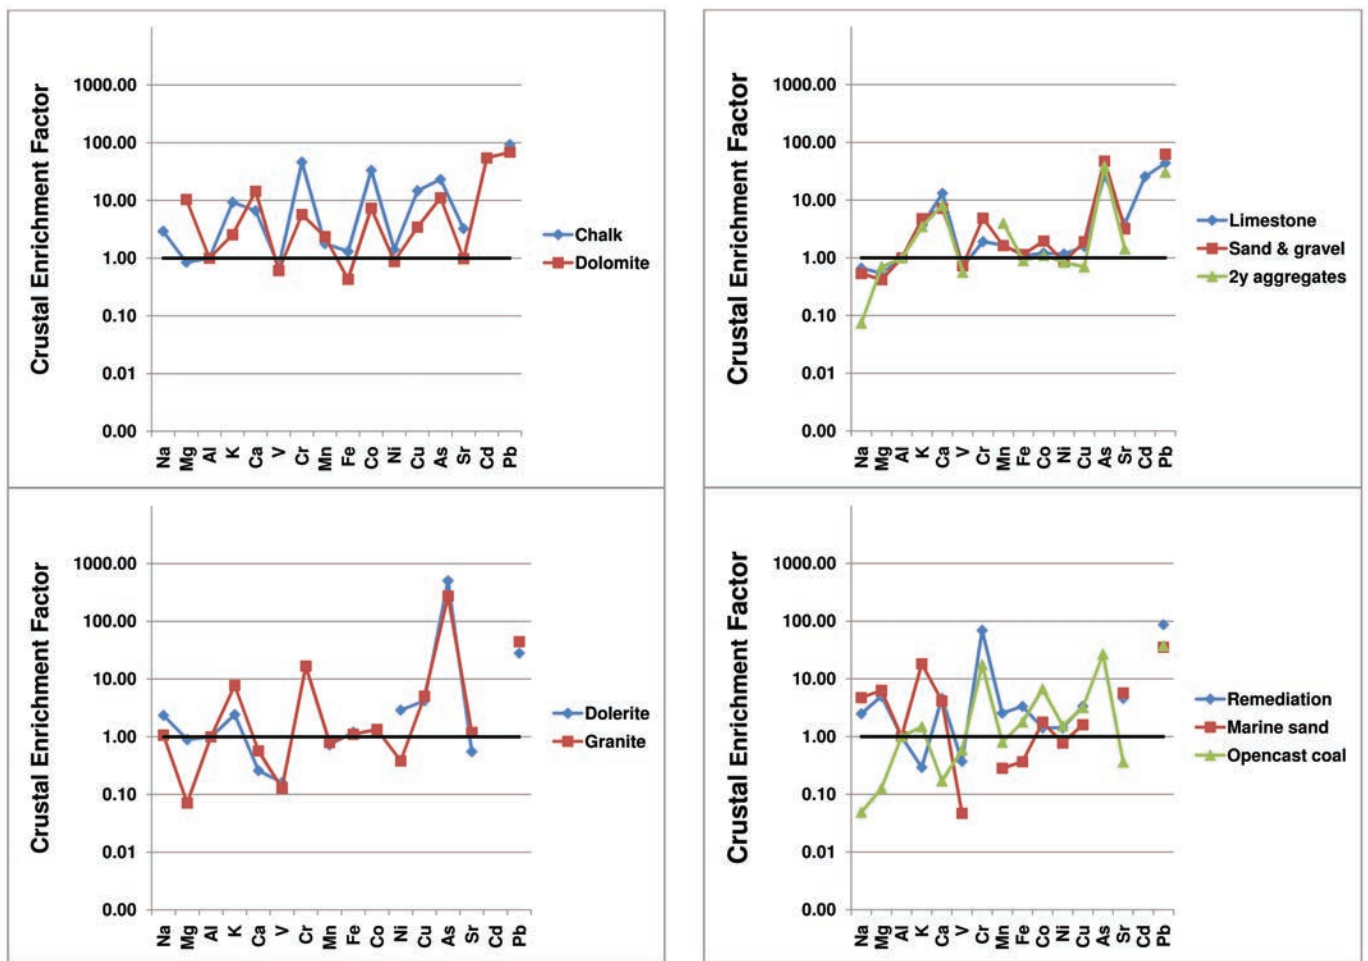 Crustal Enrichment Factor
1000.00
100.00
10.00
1.00
0.10
0.01
0.00
Na Mg Al K Ca V Cr Mn Fe Co Ni Cu As Sr Cd Pb
Chalk
Dolomite
Crustal Enrichment Factor
1000.00
100.00
10.00
1.00
0.10
0.01
0.00
Na Mg Al K Ca V Cr Mn Fe Co Ni Cu As Sr Cd Pb
Limestone
Sand & gravel
2y aggregates
Crustal Enrichment Factor
1000.00
100.00
10.00
1.00
0.10
0.01
0.00
Na Mg Al K Ca V Cr Mn Fe Co Ni Cu As Sr Cd Pb
Dolerite
Granite
Crustal Enrichment Factor
1000.00
100.00
10.00
1.00
0.10
0.01
0.00
Na Mg Al K Ca V Cr Mn Fe Co Ni Cu As Sr Cd Pb
Remediation
Marine sand
Opencast coal